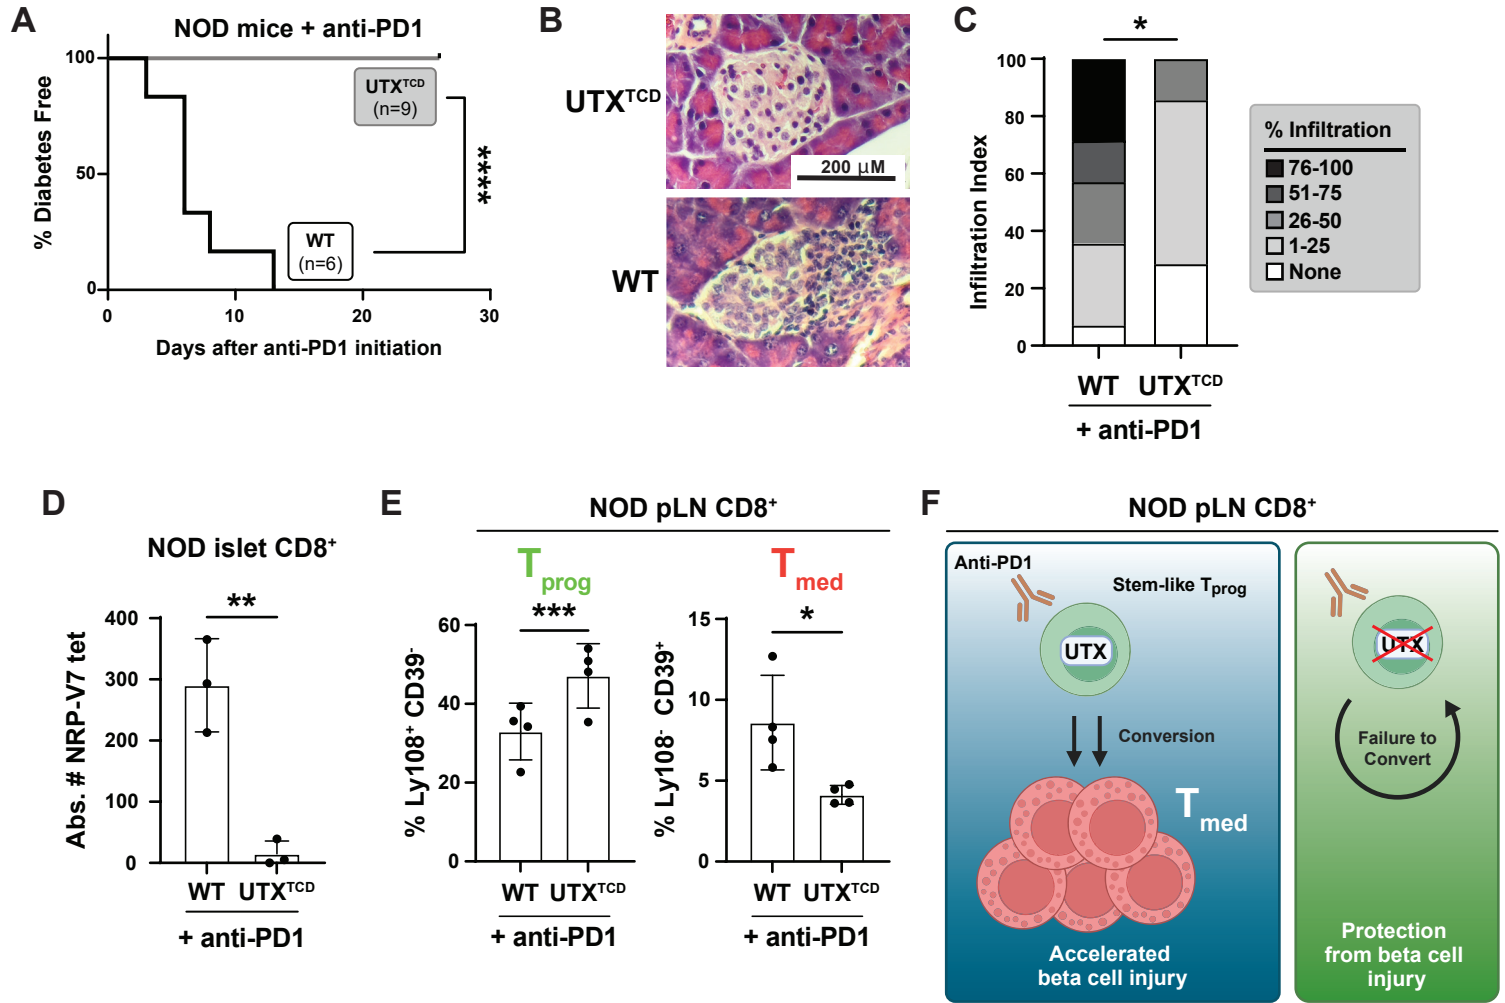 A
NOD mice + anti-PD1
% Diabetes Free
100
50
0
UTXTCD
(n=9)
WT
(n=6)
****
0
10
20
30
Days after anti-PD1 initiation
B
UTXTCD
200 µM
WT
C
*
Infiltration Index
100
80
60
40
20
0
WT
UTXTCD
+ anti-PD1
% Infiltration
76-100
51-75
26-50
1-25
None
D
NOD islet CD8+
**
Abs. # NRP-V7 tet
400
300
200
100
0
WT
UTXTCD
+ anti-PD1
E
NOD pLN CD8+
Tprog
***
% Ly108+ CD39-
60
40
20
0
WT
UTXTCD
+ anti-PD1
Tmed
*
% Ly108- CD39+
15
10
5
0
WT
UTXTCD
+ anti-PD1
F
NOD pLN CD8+
Anti-PD1
Stem-like Tprog
UTX
Conversion
Tmed
Accelerated
beta cell injury
UTX
Failure to
Convert
Protection
from beta cell
injury